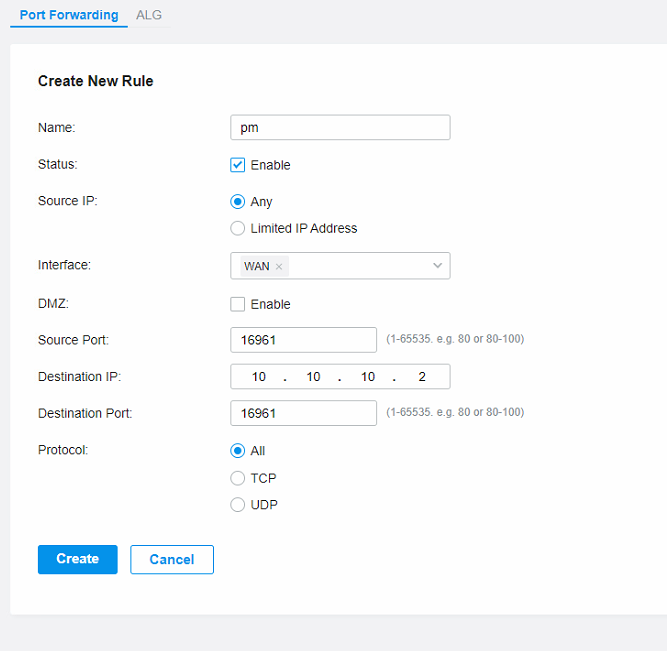 Port Forwarding ALG
Create New Rule
Name: pm
Status: Enable
Source IP: Any
Limited IP Address
Interface: WAN ×
DMZ: Enable
Source Port: 16961 (1-65535. e.g. 80 or 80-100)
Destination IP: 10 . 10 . 10 . 2
Destination Port: 16961 (1-65535. e.g. 80 or 80-100)
Protocol: All
TCP
UDP
Create Cancel